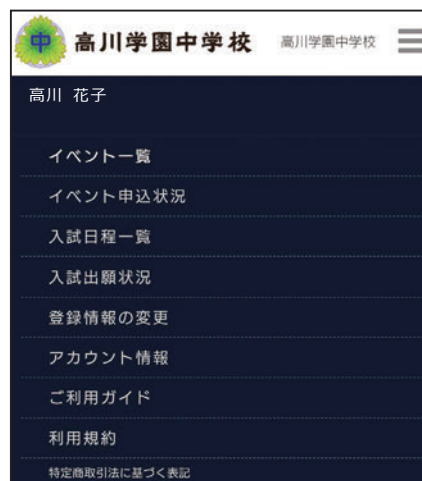 中 高川学園中学校 高川学園中学校
高川 花子
イベント一覧
イベント申込状況
入試日程一覧
入試出願状況
登録情報の変更
アカウント情報
ご利用ガイド
利用規約
特定商取引法に基づく表記